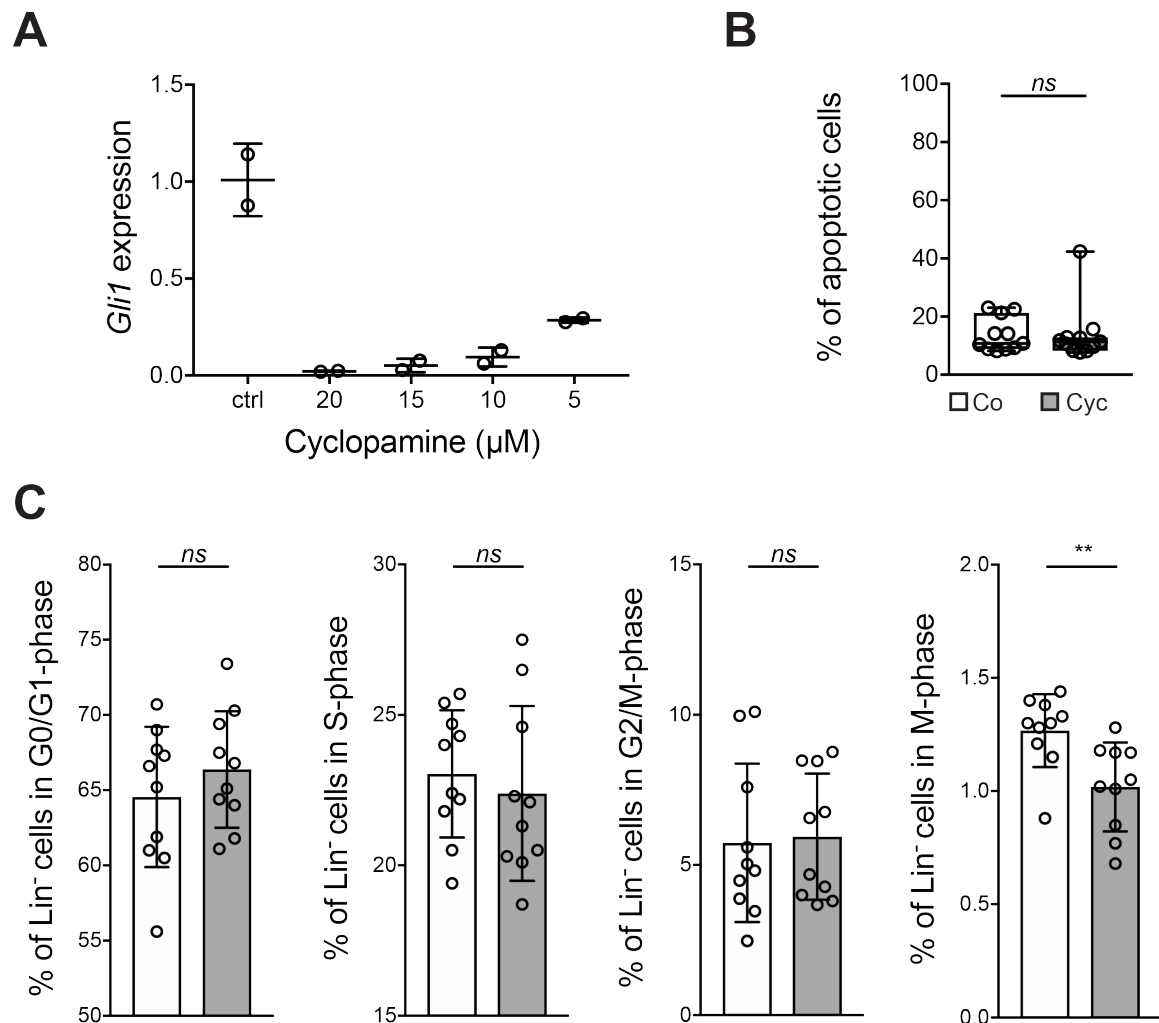 A
Gli1 expression
1.5
1.0
0.5
0.0
ctrl 20 15 10 5
Cyclopamine (µM)
B
% of apoptotic cells
100
80
60
40
20
0
ns
Co Cyc
C
% of Lin⁻ cells in G0/G1-phase
80
75
70
65
60
55
50
ns
% of Lin⁻ cells in S-phase
30
25
20
15
ns
% of Lin⁻ cells in G2/M-phase
15
10
5
0
ns
% of Lin⁻ cells in M-phase
2.0
1.5
1.0
0.5
0.0
**